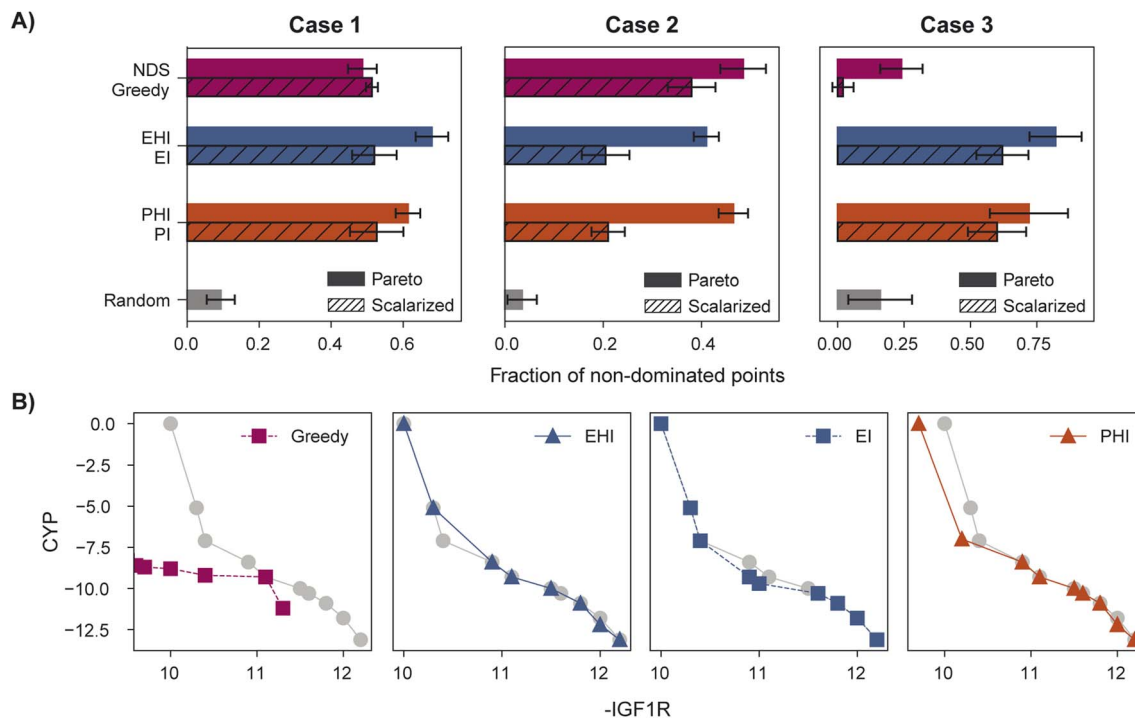 A)
Case 1
Case 2
Case 3
NDS
Greedy
EHI
EI
PHI
PI
Random
Pareto
Scalarized
Pareto
Scalarized
Pareto
Scalarized
0.0 0.2 0.4 0.6
0.0 0.2 0.4
0.00 0.25 0.50 0.75
Fraction of non-dominated points
B)
CYP
0.0
−2.5
−5.0
−7.5
−10.0
−12.5
Greedy
EHI
EI
PHI
10 11 12
10 11 12
10 11 12
10 11 12
-IGF1R